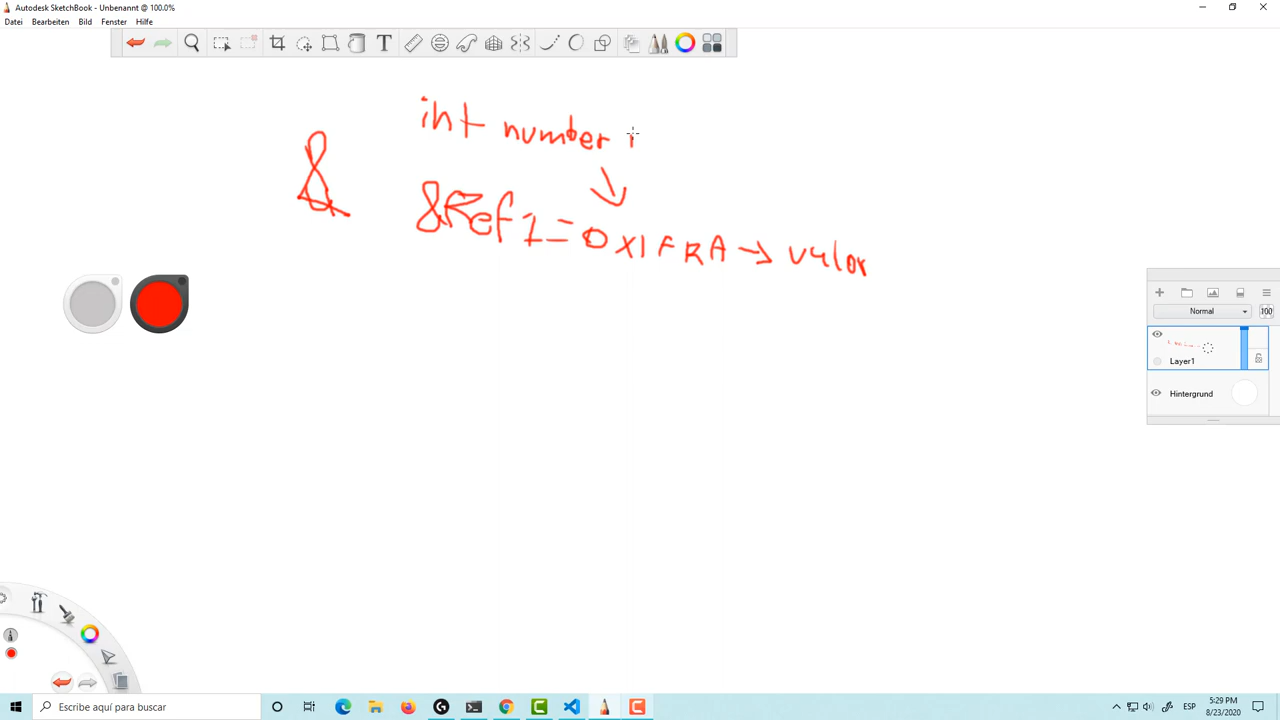 Autodesk SketchBook - Unbenannt @ 100.0%
Datei Bearbeiten Bild Fenster Hilfe
int number i
& &Ref1=0X1FRA → valor
Normal 100
Layer1
Hintergrund
Escribe aquí para buscar
ESP
5:29 PM
8/23/2020